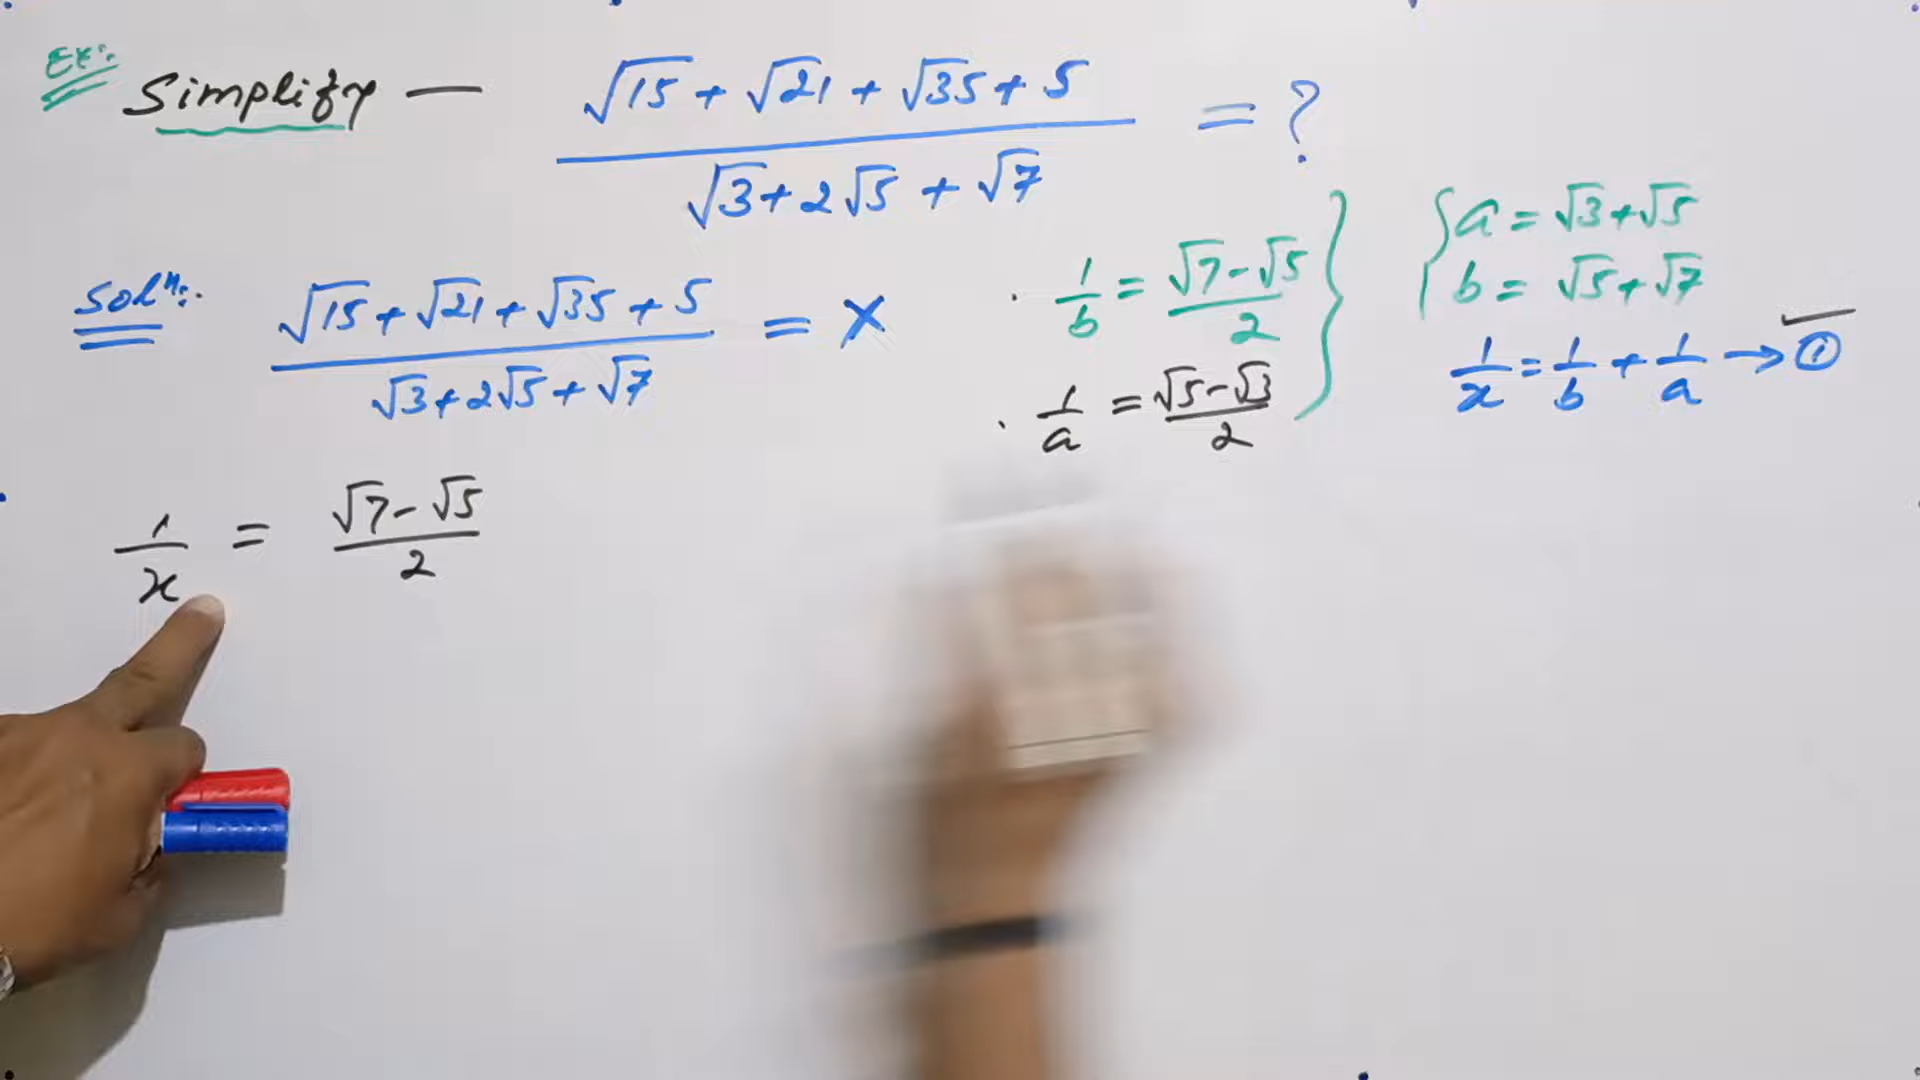 Ex:
Simplify — (√15 + √21 + √35 + 5) / (√3 + 2√5 + √7) = ?
Solⁿ: (√15 + √21 + √35 + 5) / (√3 + 2√5 + √7) = x
1/b = (√7 - √5) / 2
1/a = (√5 - √3) / 2
a = √3 + √5
b = √5 + √7
1/x = 1/b + 1/a → ①
1/x = (√7 - √5) / 2